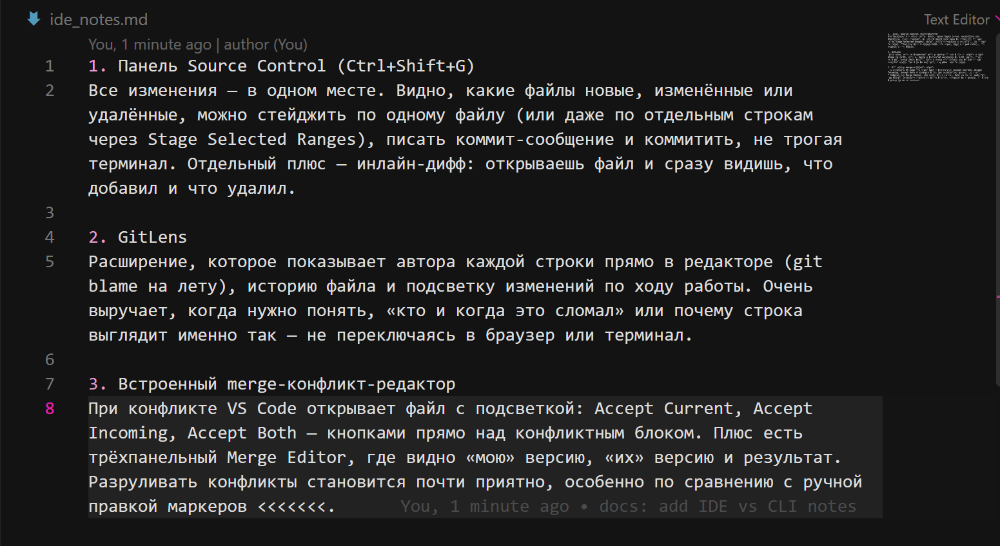 ide_notes.md
Text Editor
You, 1 minute ago | author (You)
1 1. Панель Source Control (Ctrl+Shift+G)
2 Все изменения — в одном месте. Видно, какие файлы новые, изменённые или
удалённые, можно стейджить по одному файлу (или даже по отдельным строкам
через Stage Selected Ranges), писать коммит-сообщение и коммитить, не трогая
терминал. Отдельный плюс — инлайн-дифф: открываешь файл и сразу видишь, что
добавил и что удалил.
3
4 2. GitLens
5 Расширение, которое показывает автора каждой строки прямо в редакторе (git
blame на лету), историю файла и подсветку изменений по ходу работы. Очень
выручает, когда нужно понять, «кто и когда это сломал» или почему строка
выглядит именно так — не переключаясь в браузер или терминал.
6
7 3. Встроенный merge-конфликт-редактор
8 При конфликте VS Code открывает файл с подсветкой: Accept Current, Accept
Incoming, Accept Both — кнопками прямо над конфликтным блоком. Плюс есть
трёхпанельный Merge Editor, где видно «мою» версию, «их» версию и результат.
Разруливать конфликты становится почти приятно, особенно по сравнению с ручной
правкой маркеров <<<<<<<. You, 1 minute ago • docs: add IDE vs CLI notes